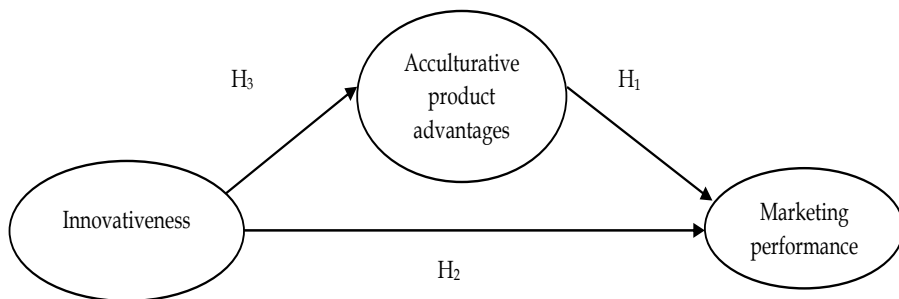 Acculturative
product
advantages
H₃
H₁
Innovativeness
Marketing
performance
H₂